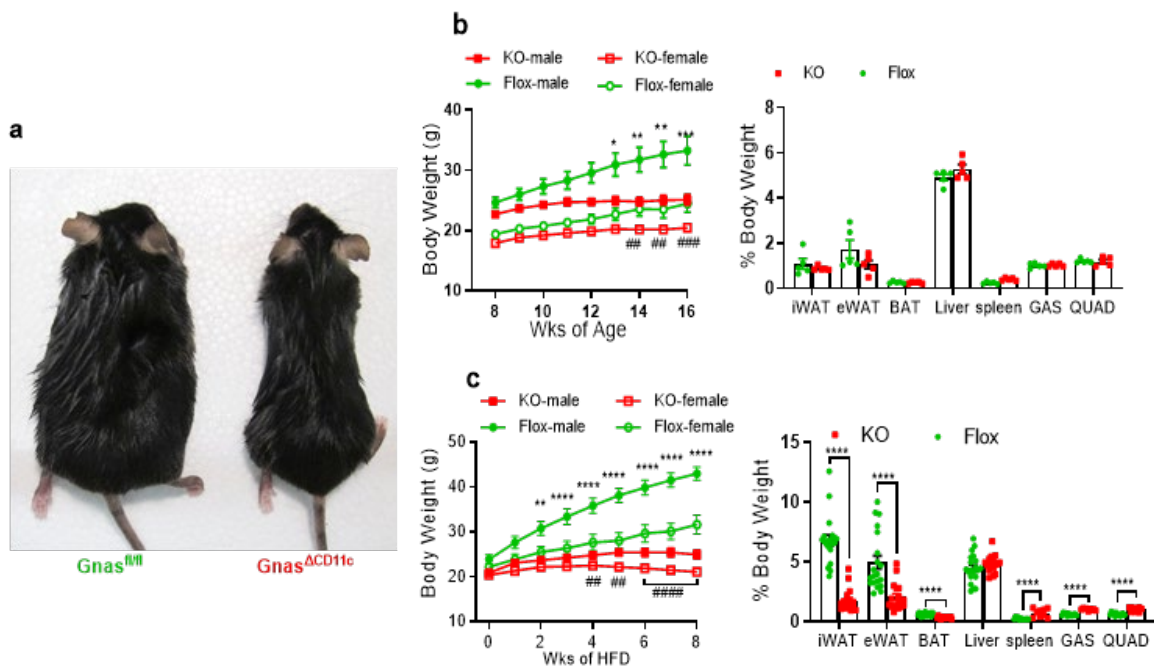 a
Gnasfl/fl
GnasΔCD11c
b
KO-male
KO-female
Flox-male
Flox-female
Body Weight (g)
40
30
20
10
* ** ** ***
## ## ###
8 10 12 14 16
Wks of Age
KO
Flox
% Body Weight
8
6
4
2
0
iWAT eWAT BAT Liver spleen GAS QUAD
c
KO-male
KO-female
Flox-male
Flox-female
Body Weight (g)
50
40
30
20
10
** **** **** **** **** **** ****
## ## ####
0 2 4 6 8
Wks of HFD
KO
Flox
% Body Weight
15
10
5
0
**** **** **** **** **** ****
iWAT eWAT BAT Liver spleen GAS QUAD